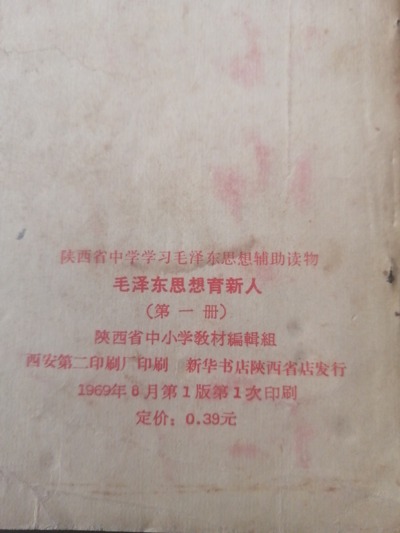 陕西省中学学习毛泽东思想辅助读物
毛泽东思想育新人
（第一册）
陕西省中小学教材編輯組
西安第二印刷厂印刷 新华书店陕西省店发行
1969年6月第1版第1次印刷
定价：0.39元